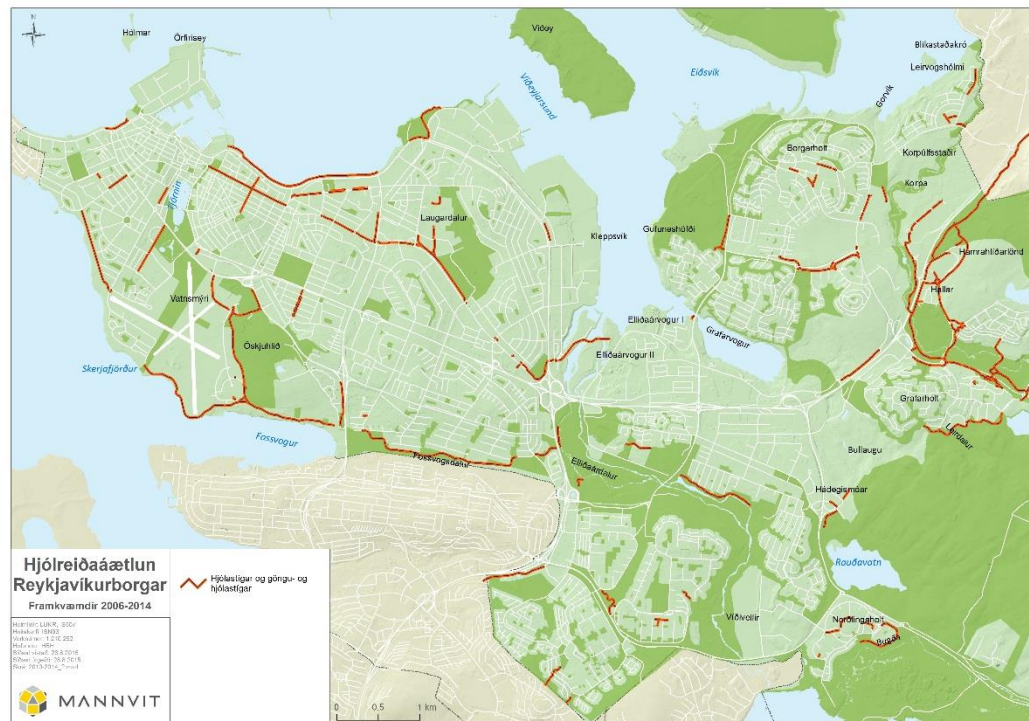 N
Hólmar
Örfirisey
Viðey
Viðeyjarsund
Eiðsvík
Blikastaðakró
Leirvogshólmi
Gorvík
Borgarholt
Korpúlfsstaðir
Korpa
Tjörnin
Laugardalur
Kleppsvík
Gufuneshöfði
Hamrahlíðarlönd
Hallar
Vatnsmýri
Elliðaárvogur I
Grafarvogur
Öskjuhlíð
Elliðaárvogur II
Skerjafjörður
Grafarholt
Fossvogur
Leirdalur
Bullaugu
Fossvogsdalur
Elliðaárdalur
Hádegismóar
Rauðavatn
Víðivellir
Norðlingaholt
Bugða
Hjólreiðaáætlun
Reykjavíkurborgar
Framkvæmdir 2006-2014
Hjólastígar og göngu- og
hjólastígar
MANNVIT
0 0.5 1 km